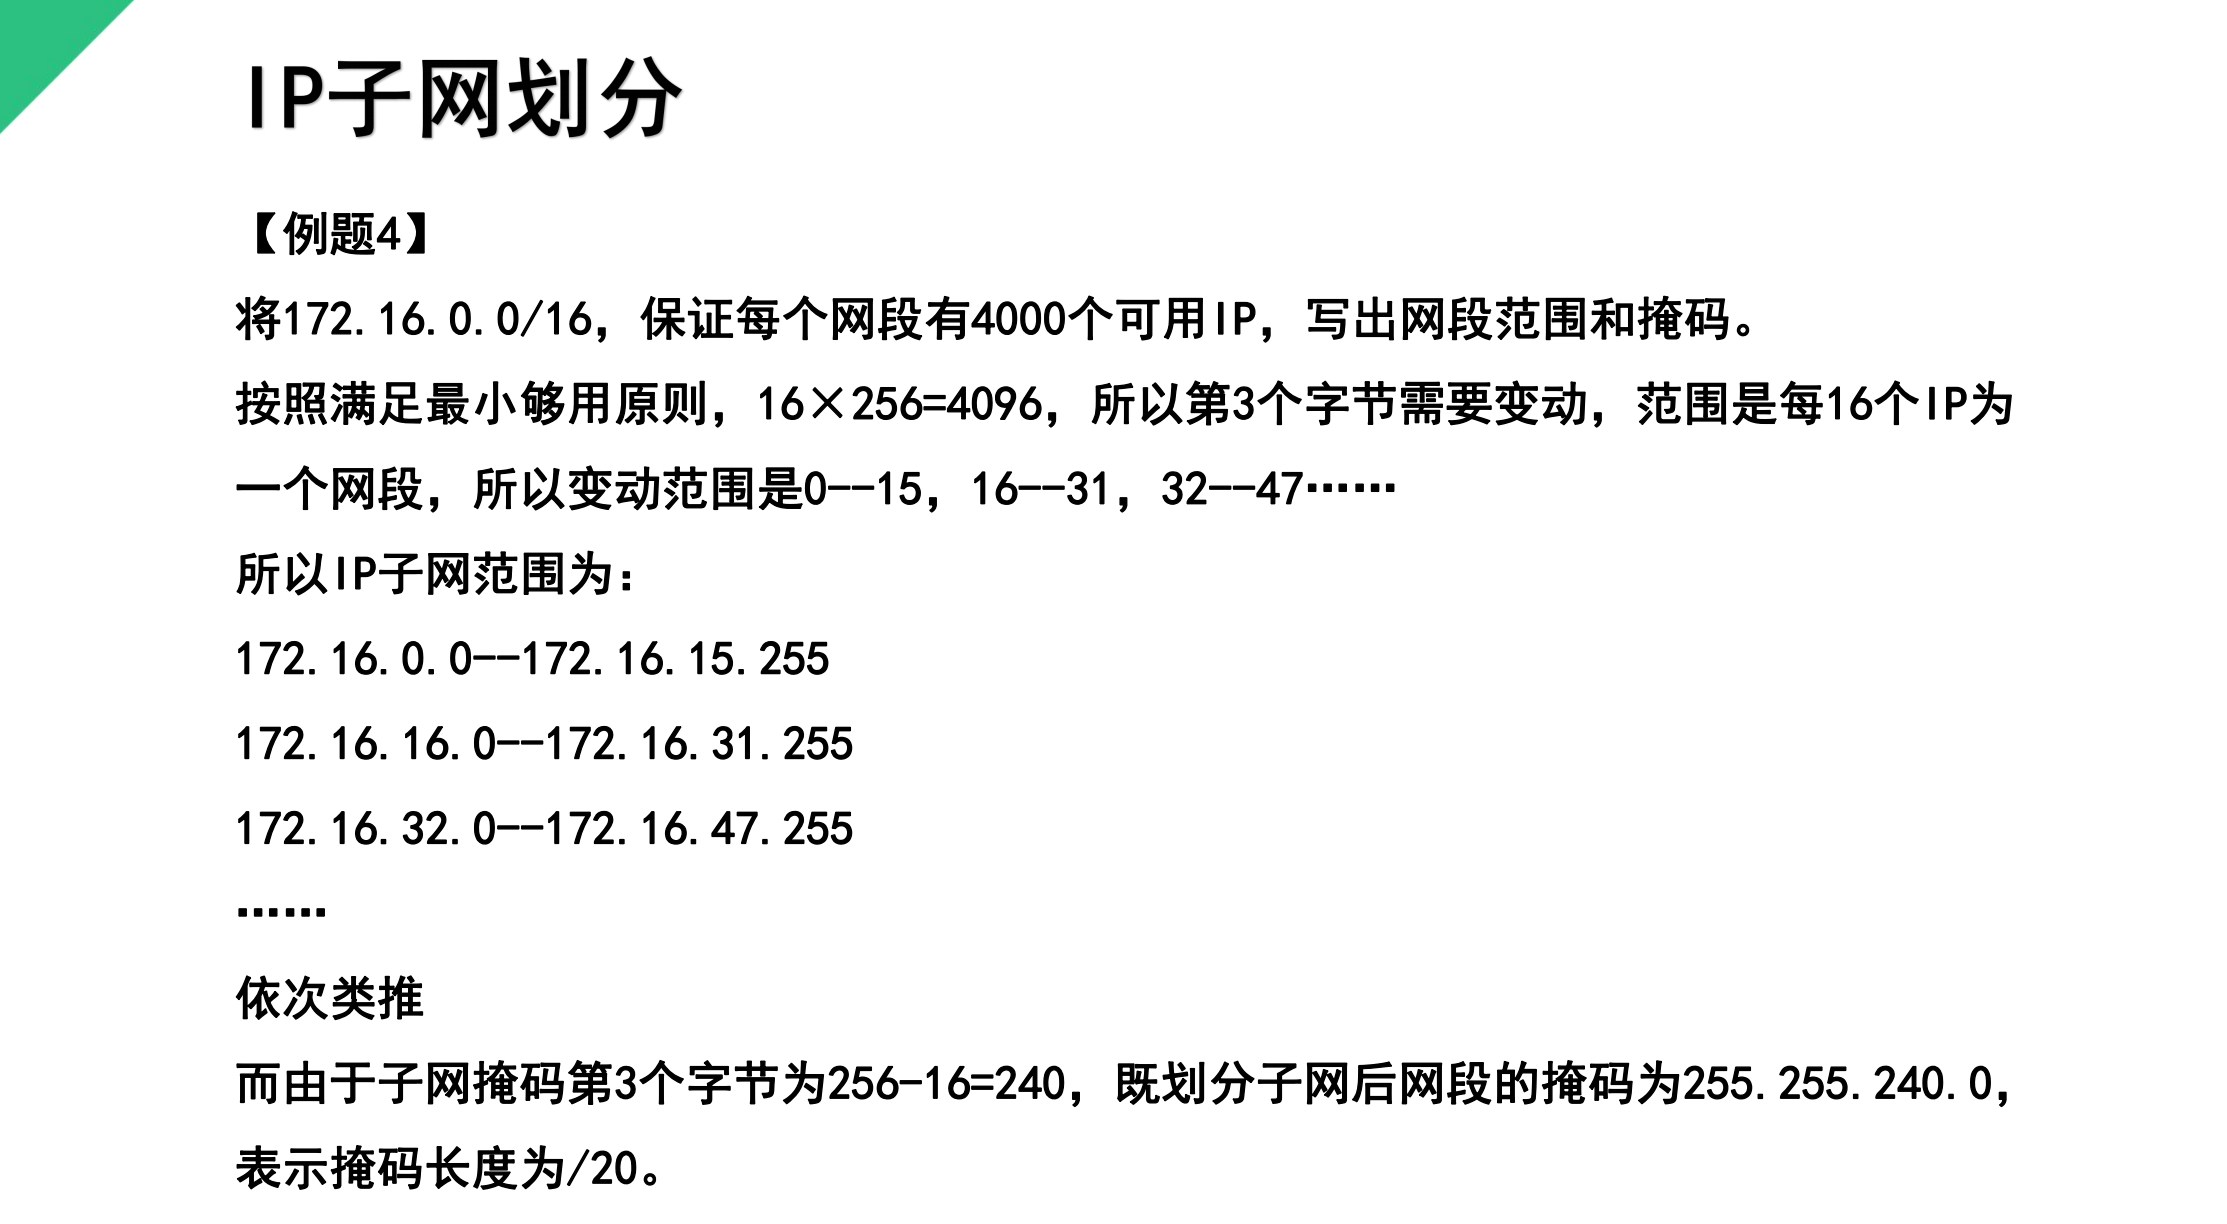 IP子网划分
【例题4】
将172.16.0.0/16，保证每个网段有4000个可用IP，写出网段范围和掩码。
按照满足最小够用原则，16×256=4096，所以第3个字节需要变动，范围是每16个IP为
一个网段，所以变动范围是0--15，16--31，32--47……
所以IP子网范围为：
172.16.0.0--172.16.15.255
172.16.16.0--172.16.31.255
172.16.32.0--172.16.47.255
……
依次类推
而由于子网掩码第3个字节为256-16=240，既划分子网后网段的掩码为255.255.240.0，
表示掩码长度为/20。